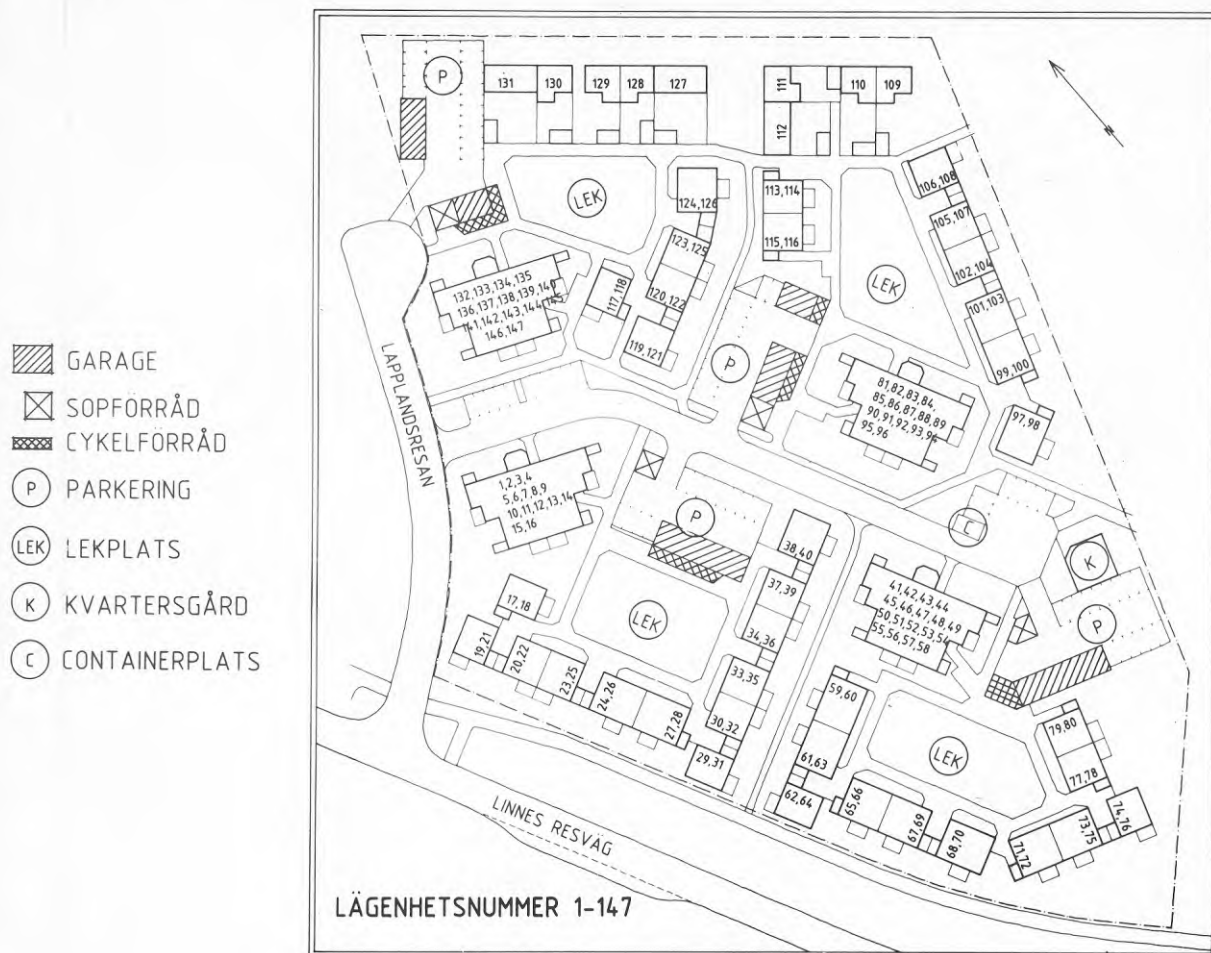 GARAGE
SOPFÖRRÅD
CYKELFÖRRÅD
P PARKERING
LEK LEKPLATS
K KVARTERSGÅRD
C CONTAINERPLATS
P
131
130
129
128
127
111
112
110
109
N
LEK
124,126
113,114
115,116
106,108
105,107
102,104
101,103
99,100
97,98
123,125
120,122
117,118
119,121
LEK
132,133,134,135
136,137,138,139,140
141,142,143,144,145
146,147
P
81,82,83,84,
85,86,87,88,89
90,91,92,93,94
95,96
LAPPLANDSRESAN
1,2,3,4
5,6,7,8,9
10,11,12,13,14
15,16
P
C
K
P
38,40
37,39
34,36
33,35
30,32
29,31
41,42,43,44
45,46,47,48,49
50,51,52,53,54
55,56,57,58
17,18
19,21
20,22
23,25
24,26
27,28
LEK
59,60
61,63
62,64
65,66
67,69
68,70
LEK
79,80
77,78
74,76
73,75
71,72
LINNES RESVÄG
LÄGENHETSNUMMER 1-147